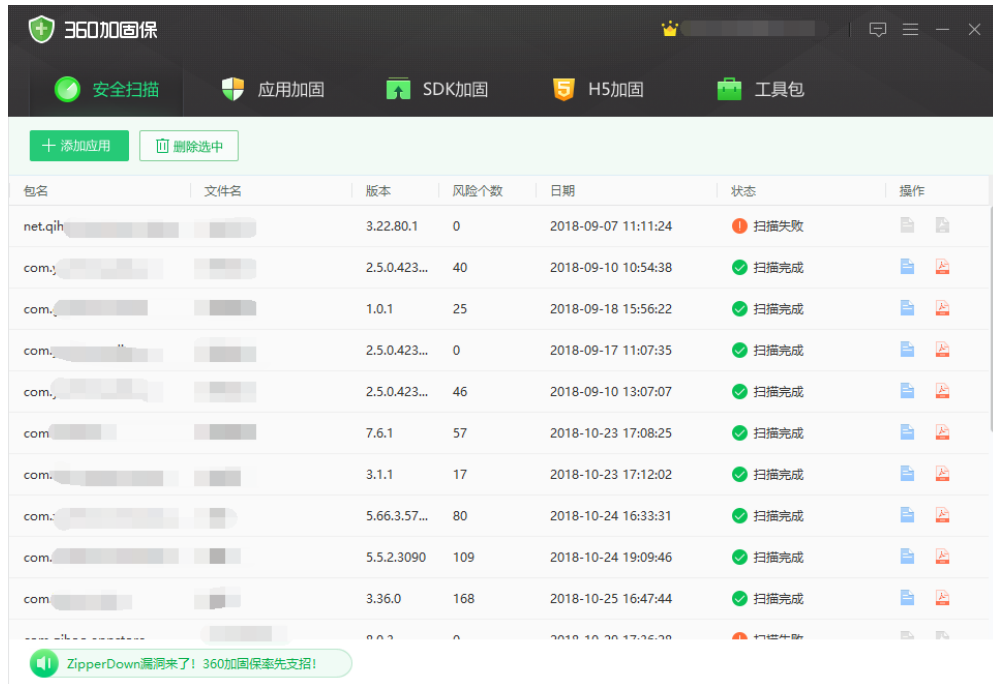 360加固保
安全扫描 应用加固 SDK加固 H5加固 工具包
添加应用 删除选中
包名 文件名 版本 风险个数 日期 状态 操作
net.qih 3.22.80.1 0 2018-09-07 11:11:24 扫描失败
com. 2.5.0.423... 40 2018-09-10 10:54:38 扫描完成
com. 1.0.1 25 2018-09-18 15:56:22 扫描完成
com. 2.5.0.423... 0 2018-09-17 11:07:35 扫描完成
com. 2.5.0.423... 46 2018-09-10 13:07:07 扫描完成
com 7.6.1 57 2018-10-23 17:08:25 扫描完成
com. 3.1.1 17 2018-10-23 17:12:02 扫描完成
com. 5.66.3.57... 80 2018-10-24 16:33:31 扫描完成
com. 5.5.2.3090 109 2018-10-24 19:09:46 扫描完成
com 3.36.0 168 2018-10-25 16:47:44 扫描完成
扫描失败
ZipperDown漏洞来了！360加固保率先支招！